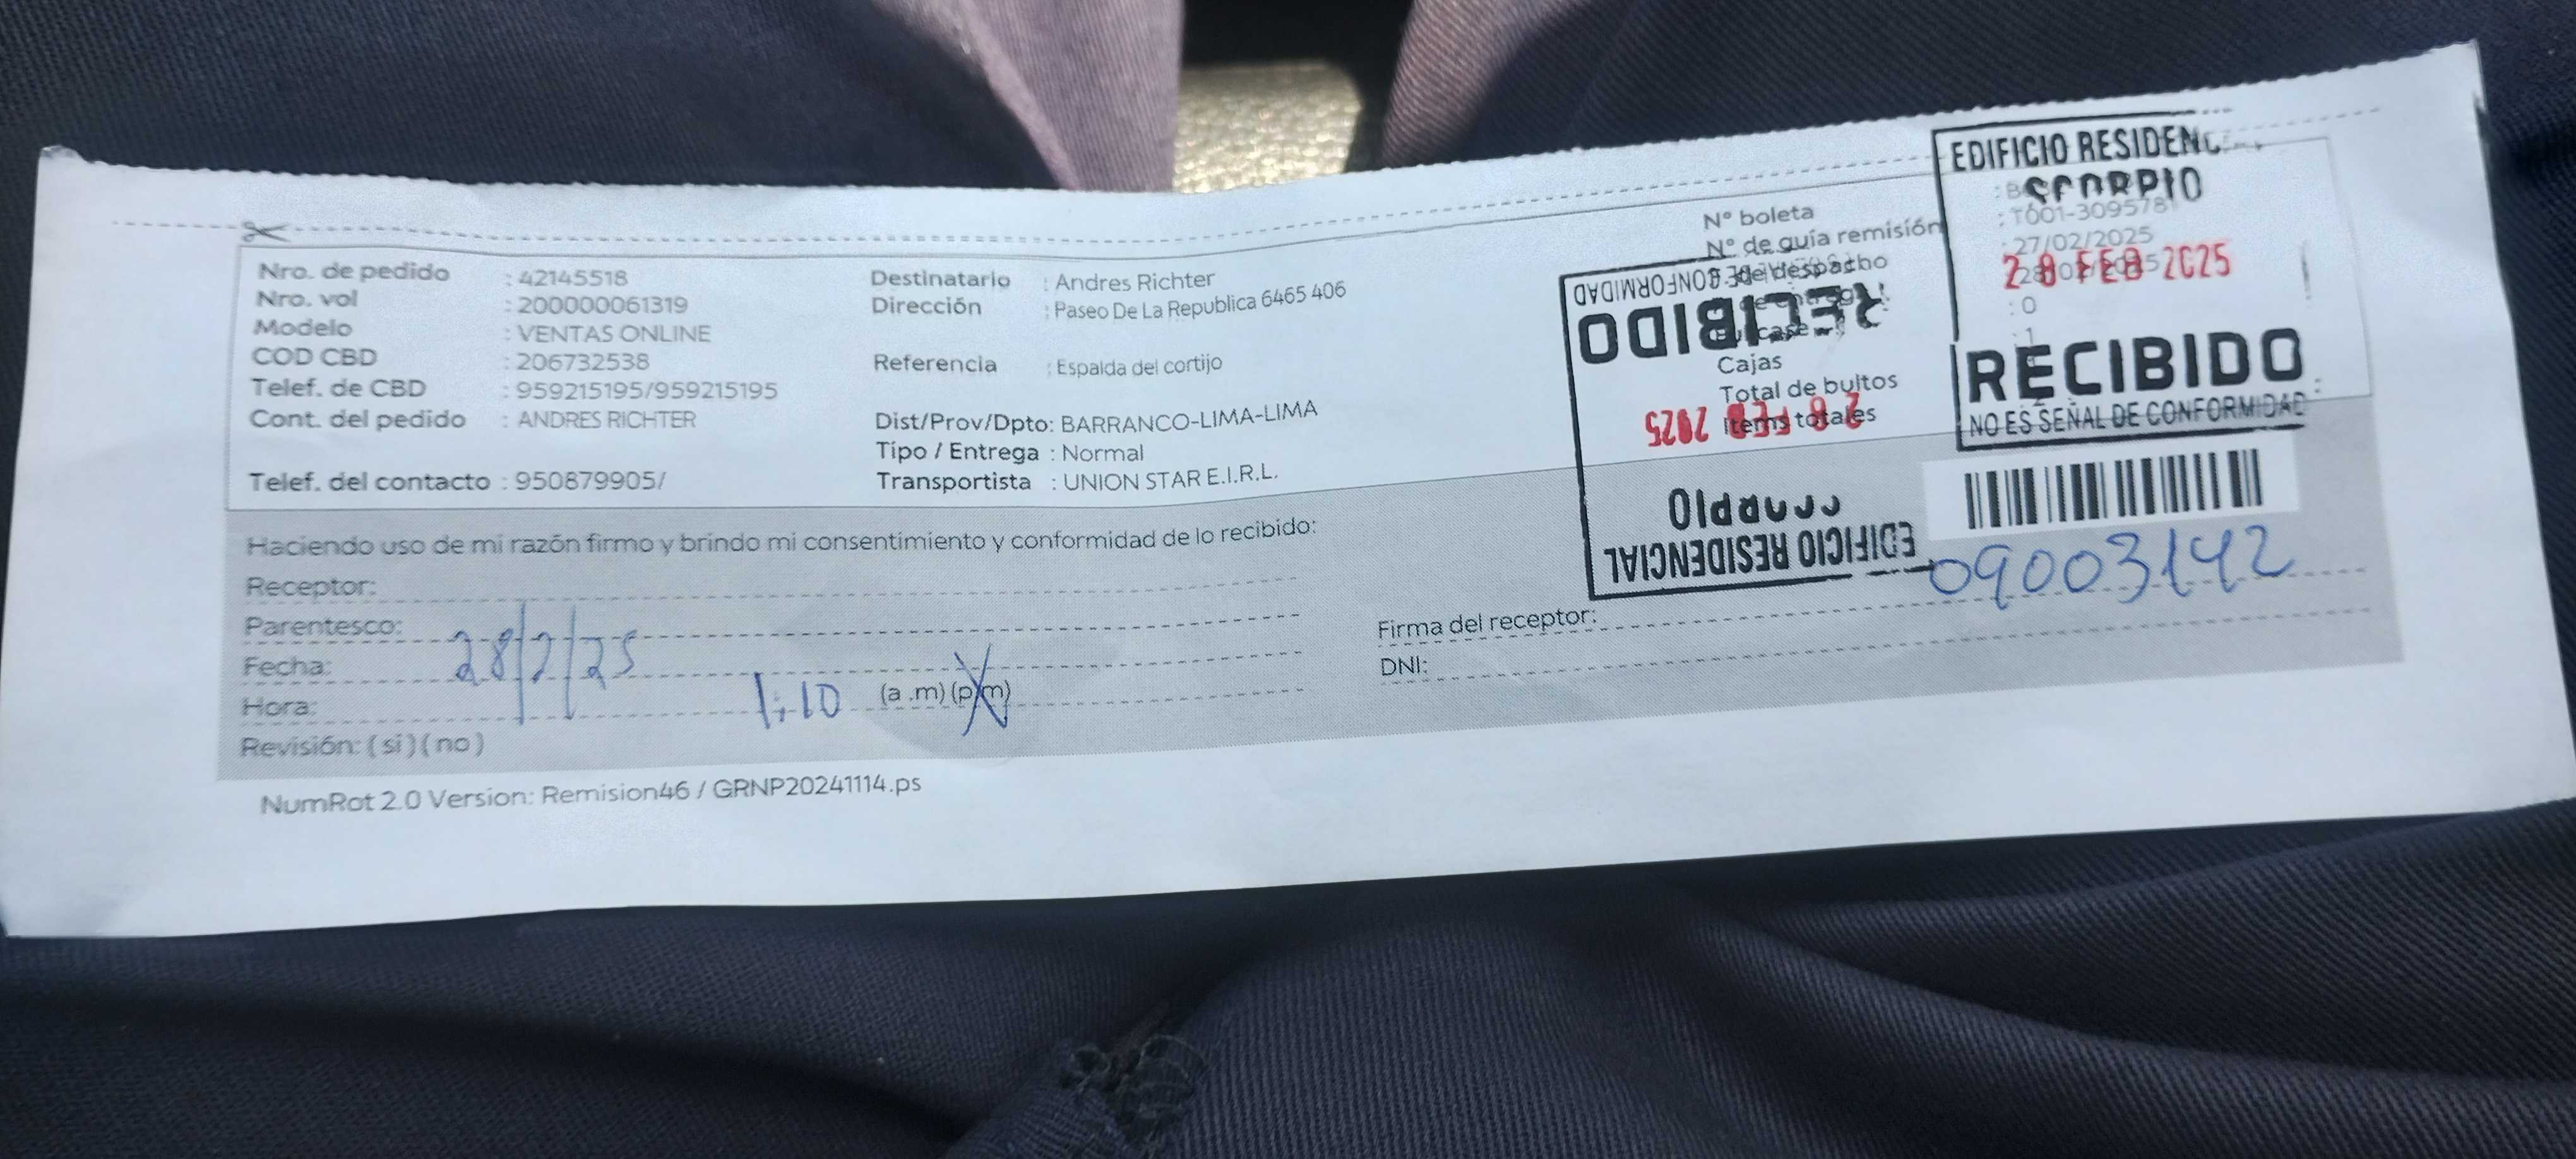 Nro. de pedido : 42145518
Nro. vol : 200000061319
Modelo : VENTAS ONLINE
COD CBD : 206732538
Telef. de CBD : 959215195/959215195
Cont. del pedido : ANDRES RICHTER
Telef. del contacto : 950879905/
Destinatario : Andres Richter
Dirección : Paseo De La Republica 6465 406
Referencia : Espalda del cortijo
Dist/Prov/Dpto: BARRANCO-LIMA-LIMA
Tipo / Entrega : Normal
Transportista : UNION STAR E.I.R.L.
N° boleta
N° de guía remisión : T001-3095781
de despacho : 27/02/2025
: 0
Cajas : 1
Total de bultos
Items totales
EDIFICIO RESIDENC
SCORPIO
28 FEB 2025
RECIBIDO
NO ES SEÑAL DE CONFORMIDAD
EDIFICIO RESIDENCIAL
SCORPIO
28 FEB 2025
RECIBIDO
CONFORMIDAD
09003142
Haciendo uso de mi razón firmo y brindo mi consentimiento y conformidad de lo recibido:
Receptor:
Parentesco:
Fecha: 28/2/25
Hora: 1:10 (a .m) (p.m)
Revisión: ( si ) ( no )
Firma del receptor:
DNI:
NumRot 2.0 Version: Remision46 / GRNP20241114.ps